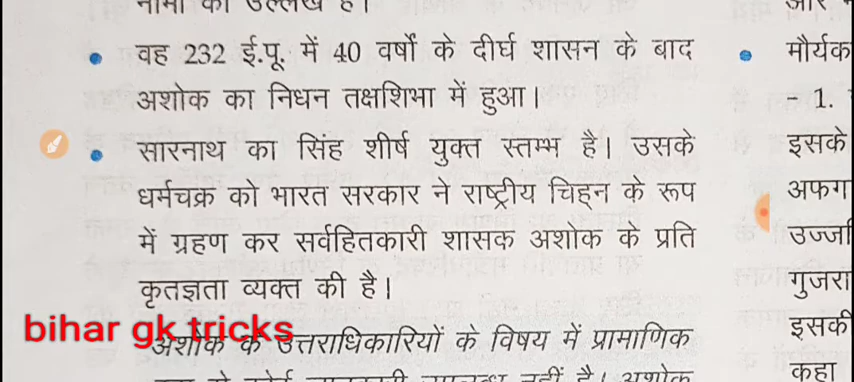 वह 232 ई.पू. में 40 वर्षों के दीर्घ शासन के बाद
अशोक का निधन तक्षशिभा में हुआ।
सारनाथ का सिंह शीर्ष युक्त स्तम्भ है। उसके
धर्मचक्र को भारत सरकार ने राष्ट्रीय चिह्न के रूप
में ग्रहण कर सर्वहितकारी शासक अशोक के प्रति
कृतज्ञता व्यक्त की है।
bihar gk tricks
अशोक के उत्तराधिकारियों के विषय में प्रामाणिक
नहीं है। अशोक
मौर्यक
- 1.
इसके
अफग
उज्ज
गुजरा
इसकी
कहा